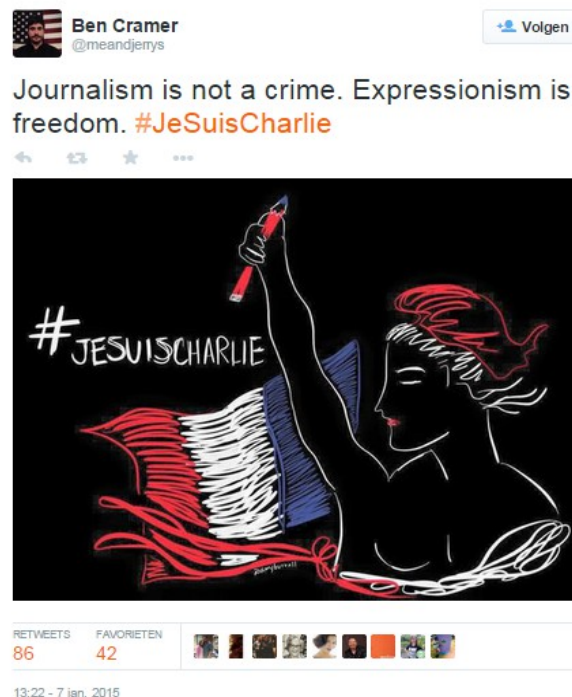 Ben Cramer
@meandjerrys
Volgen
Journalism is not a crime. Expressionism is
freedom. #JeSuisCharlie
#JESUISCHARLIE
RETWEETS
86
FAVORIETEN
42
13:22 - 7 jan. 2015